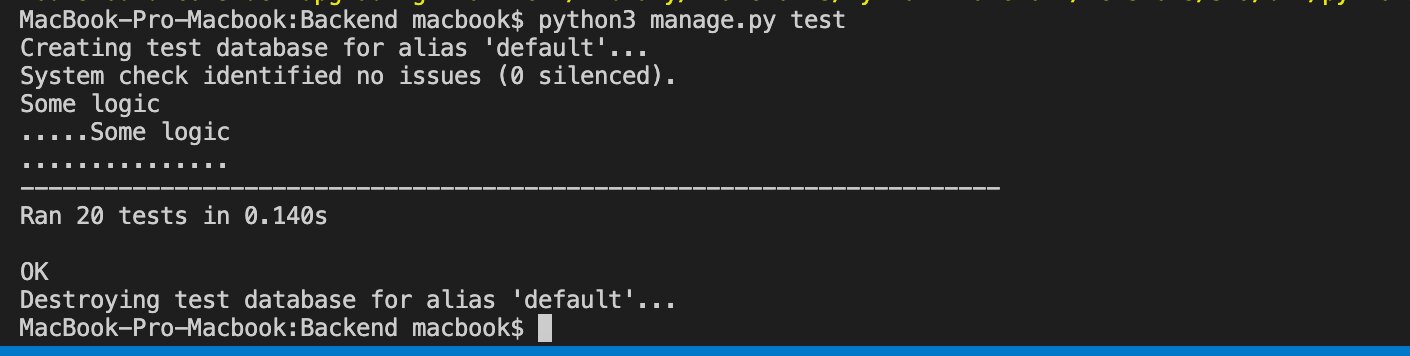 MacBook-Pro-Macbook:Backend macbook$ python3 manage.py test
Creating test database for alias 'default'...
System check identified no issues (0 silenced).
Some logic
.....Some logic
...............
----------------------------------------------------------------------
Ran 20 tests in 0.140s
OK
Destroying test database for alias 'default'...
MacBook-Pro-Macbook:Backend macbook$